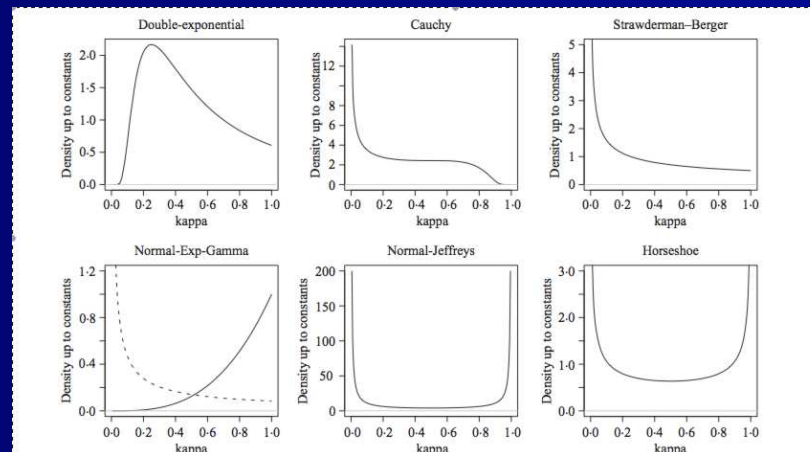 Double-exponential
Cauchy
Strawderman–Berger
Density up to constants
2·0
1·5
1·0
0·5
0·0
0·0 0·2 0·4 0·6 0·8 1·0
kappa
Density up to constants
12
8
6
4
2
0
0·0 0·2 0·4 0·6 0·8 1·0
kappa
Density up to constants
5
4
3
2
1
0
0·0 0·2 0·4 0·6 0·8 1·0
kappa
Normal-Exp-Gamma
Normal-Jeffreys
Horseshoe
Density up to constants
1·2
0·8
0·4
0·0
0·0 0·2 0·4 0·6 0·8 1·0
kappa
Density up to constants
200
150
100
50
0
0·0 0·2 0·4 0·6 0·8 1·0
kappa
Density up to constants
3·0
2·0
1·0
0·0
0·0 0·2 0·4 0·6 0·8 1·0
kappa